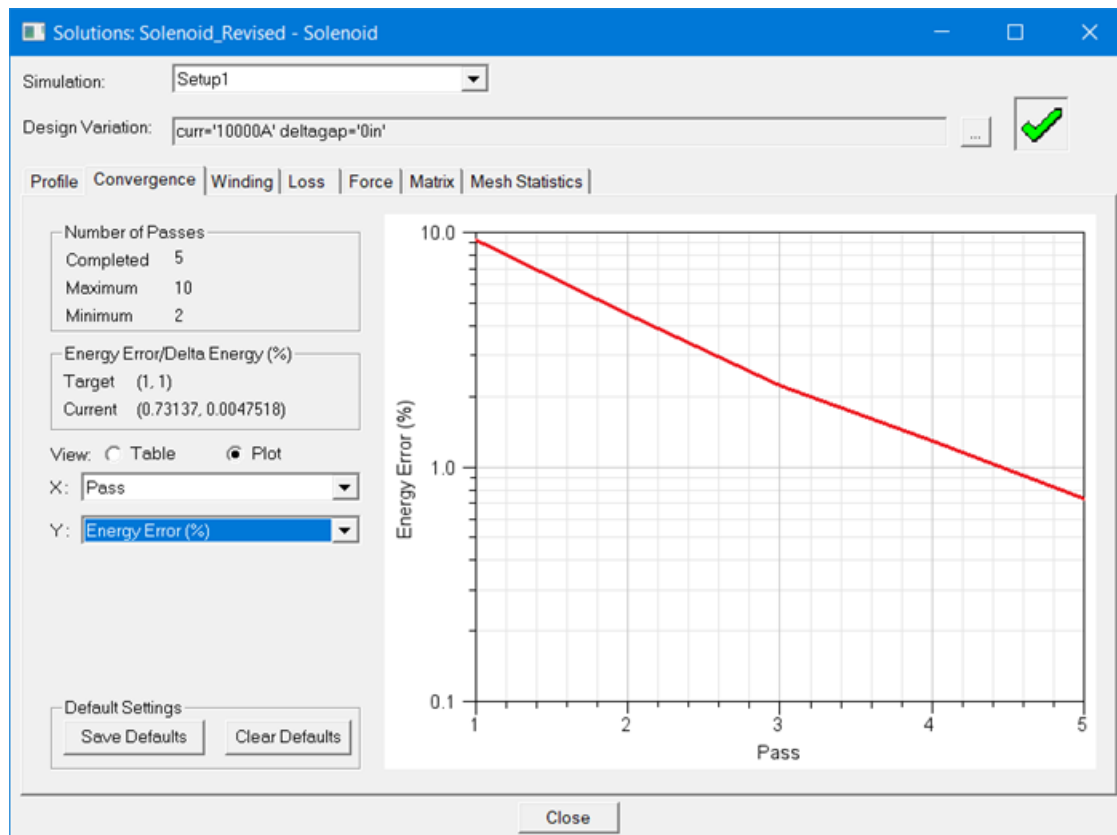 Solutions: Solenoid_Revised - Solenoid
Simulation: Setup1
Design Variation: curr='10000A' deltagap='0in' ...
Profile Convergence Winding Loss Force Matrix Mesh Statistics
Number of Passes
Completed 5
Maximum 10
Minimum 2
Energy Error/Delta Energy (%)
Target (1, 1)
Current (0.73137, 0.0047518)
View: Table Plot
X: Pass
Y: Energy Error (%)
Default Settings
Save Defaults Clear Defaults
10.0
1.0
0.1
Energy Error (%)
1 2 3 4 5
Pass
Close